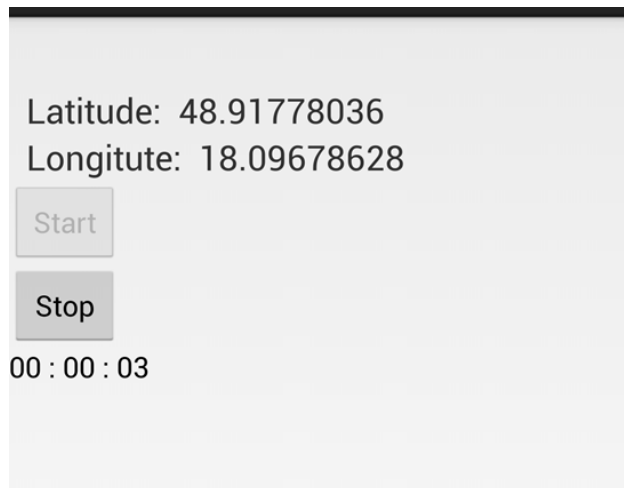 Latitude: 48.91778036
Longitute: 18.09678628
Start
Stop
00 : 00 : 03